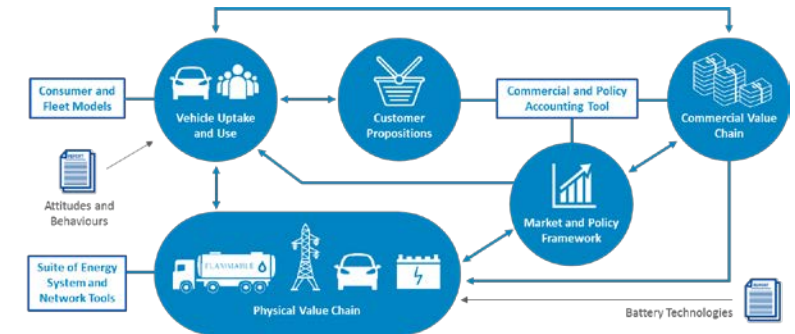 Consumer and
Fleet Models
Vehicle Uptake
and Use
Customer
Propositions
Commercial and Policy
Accounting Tool
Commercial Value
Chain
REPORT
Attitudes and
Behaviours
Market and Policy
Framework
Suite of Energy
System and
Network Tools
FLAMMABLE
Physical Value Chain
Battery Technologies
REPORT